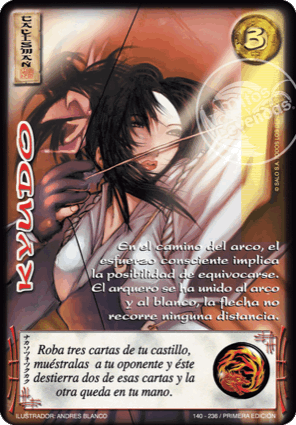 TALISMÁN
3
© SALO S.A. TODOS LOS
KYUDO
En el camino del arco, el
esfuerzo consciente implica
la posibilidad de equivocarse.
El arquero se ha unido al arco
y al blanco, la flecha no
recorre ninguna distancia.
Roba tres cartas de tu castillo,
muéstralas a tu oponente y éste
destierra dos de esas cartas y la
otra queda en tu mano.
ILUSTRADOR: ANDRES BLANCO
140 - 236 / PRIMERA EDICIÓN